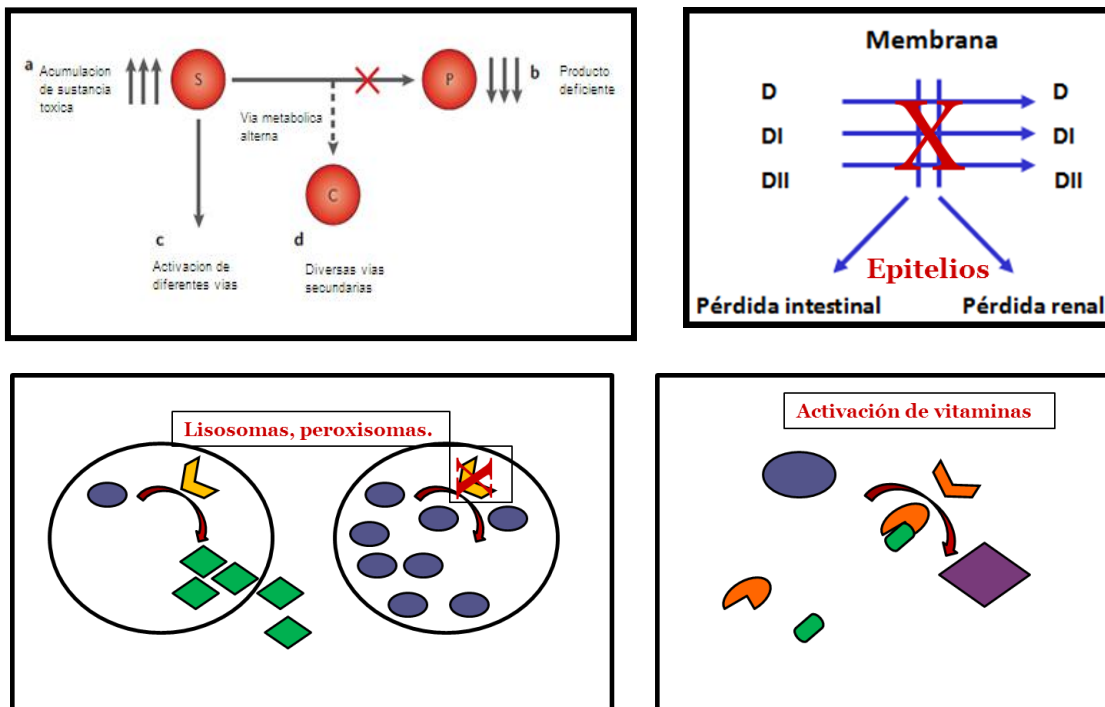 a
Acumulacion
de sustancia
toxica
S
P
b
Producto
deficiente
Via metabolica
alterna
C
c
Activacion de
diferentes vias
d
Diversas vias
secundarias
Membrana
D
D
DI
DI
DII
DII
X
Epitelios
Pérdida intestinal
Pérdida renal
Lisosomas, peroxisomas.
X
Activación de vitaminas